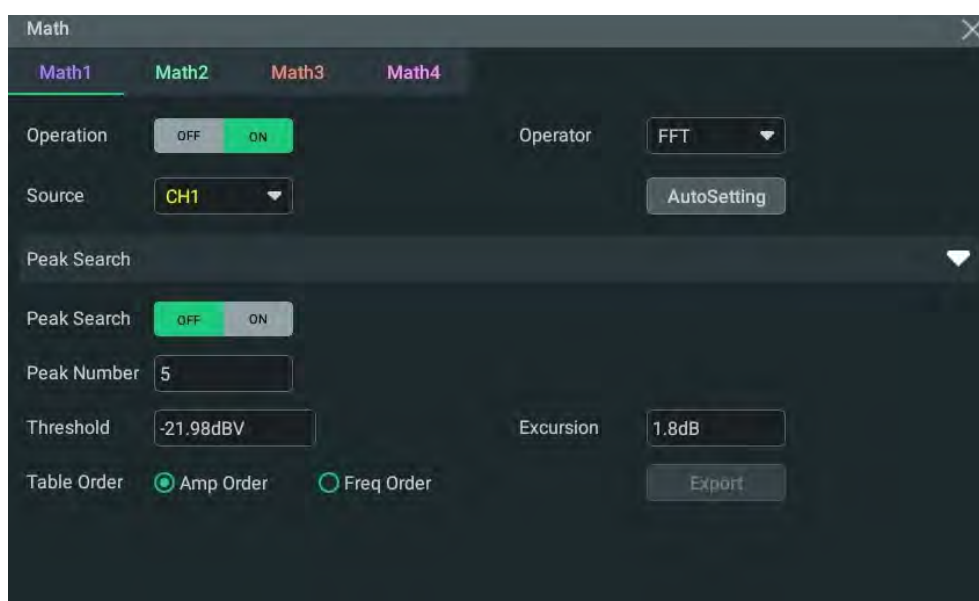 Math
Math1 Math2 Math3 Math4
Operation OFF ON Operator FFT
Source CH1 AutoSetting
Peak Search
Peak Search OFF ON
Peak Number 5
Threshold -21.98dBV Excursion 1.8dB
Table Order Amp Order Freq Order Export